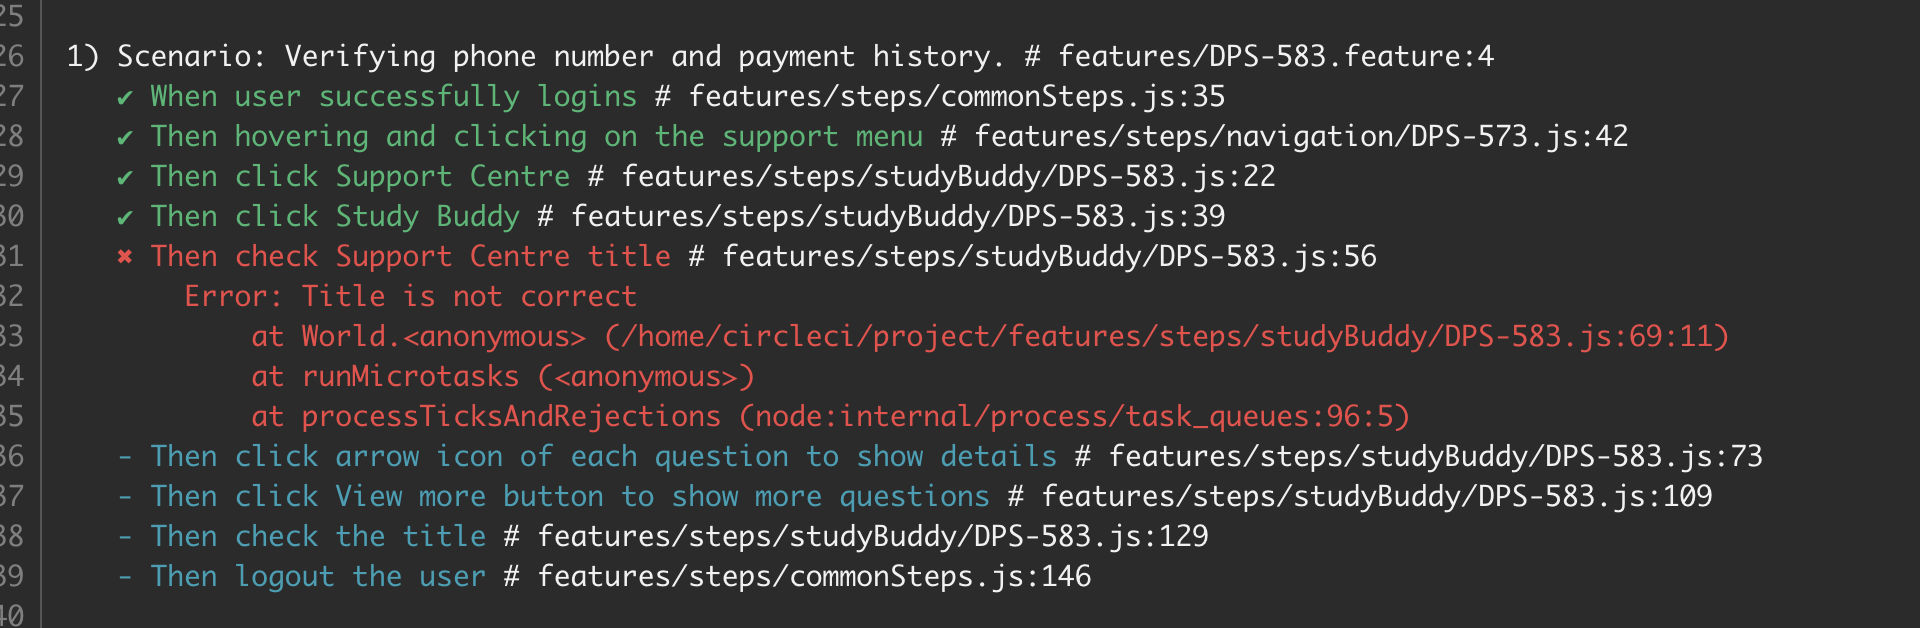 25
26 1) Scenario: Verifying phone number and payment history. # features/DPS-583.feature:4
27 ✔ When user successfully logins # features/steps/commonSteps.js:35
28 ✔ Then hovering and clicking on the support menu # features/steps/navigation/DPS-573.js:42
29 ✔ Then click Support Centre # features/steps/studyBuddy/DPS-583.js:22
30 ✔ Then click Study Buddy # features/steps/studyBuddy/DPS-583.js:39
31 ✖ Then check Support Centre title # features/steps/studyBuddy/DPS-583.js:56
32 Error: Title is not correct
33 at World.<anonymous> (/home/circleci/project/features/steps/studyBuddy/DPS-583.js:69:11)
34 at runMicrotasks (<anonymous>)
35 at processTicksAndRejections (node:internal/process/task_queues:96:5)
36 - Then click arrow icon of each question to show details # features/steps/studyBuddy/DPS-583.js:73
37 - Then click View more button to show more questions # features/steps/studyBuddy/DPS-583.js:109
38 - Then check the title # features/steps/studyBuddy/DPS-583.js:129
39 - Then logout the user # features/steps/commonSteps.js:146
40